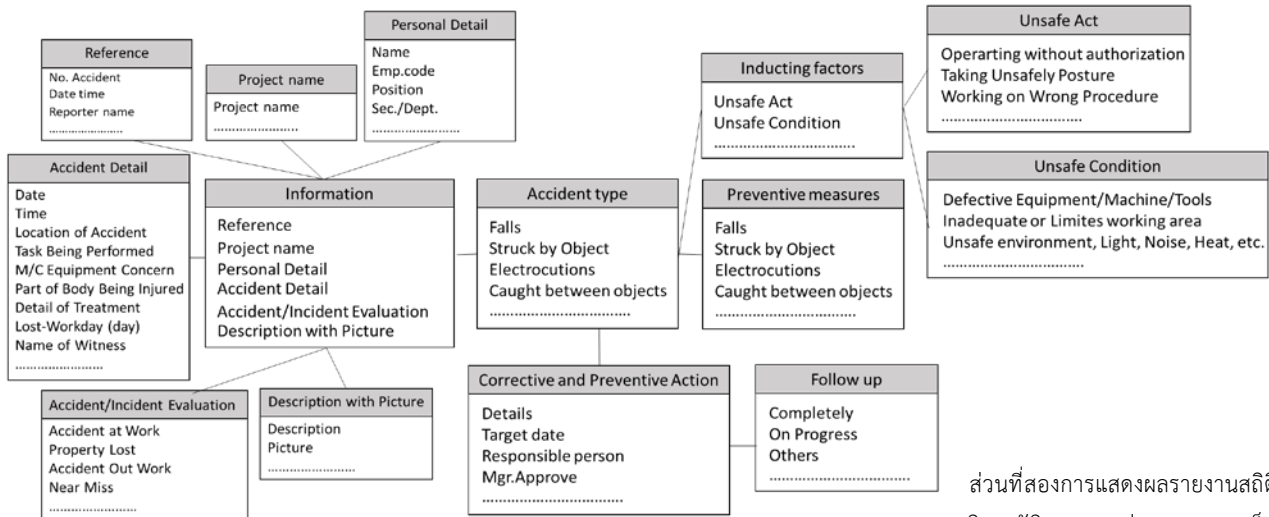 Reference
No. Accident
Date time
Reporter name
........................
Project name
Project name
........................
Personal Detail
Name
Emp.code
Position
Sec./Dept.
........................
Accident Detail
Date
Time
Location of Accident
Task Being Performed
M/C Equipment Concern
Part of Body Being Injured
Detail of Treatment
Lost-Workday (day)
Name of Witness
........................
Information
Reference
Project name
Personal Detail
Accident Detail
Accident/Incident Evaluation
Description with Picture
Accident/Incident Evaluation
Accident at Work
Property Lost
Accident Out Work
Near Miss
........................
Description with Picture
Description
Picture
........................
Accident type
Falls
Struck by Object
Electrocutions
Caught between objects
..................................
Inducting factors
Unsafe Act
Unsafe Condition
..................................
Preventive measures
Falls
Struck by Object
Electrocutions
Caught between objects
..................................
Unsafe Act
Operarting without authorization
Taking Unsafely Posture
Working on Wrong Procedure
..................................
Unsafe Condition
Defective Equipment/Machine/Tools
Inadequate or Limites working area
Unsafe environment, Light, Noise, Heat, etc.
..................................
Corrective and Preventive Action
Details
Target date
Responsible person
Mgr.Approve
..................................
Follow up
Completely
On Progress
Others
..................................
ส่วนที่สองการแสดงผลรายงานสถิติ